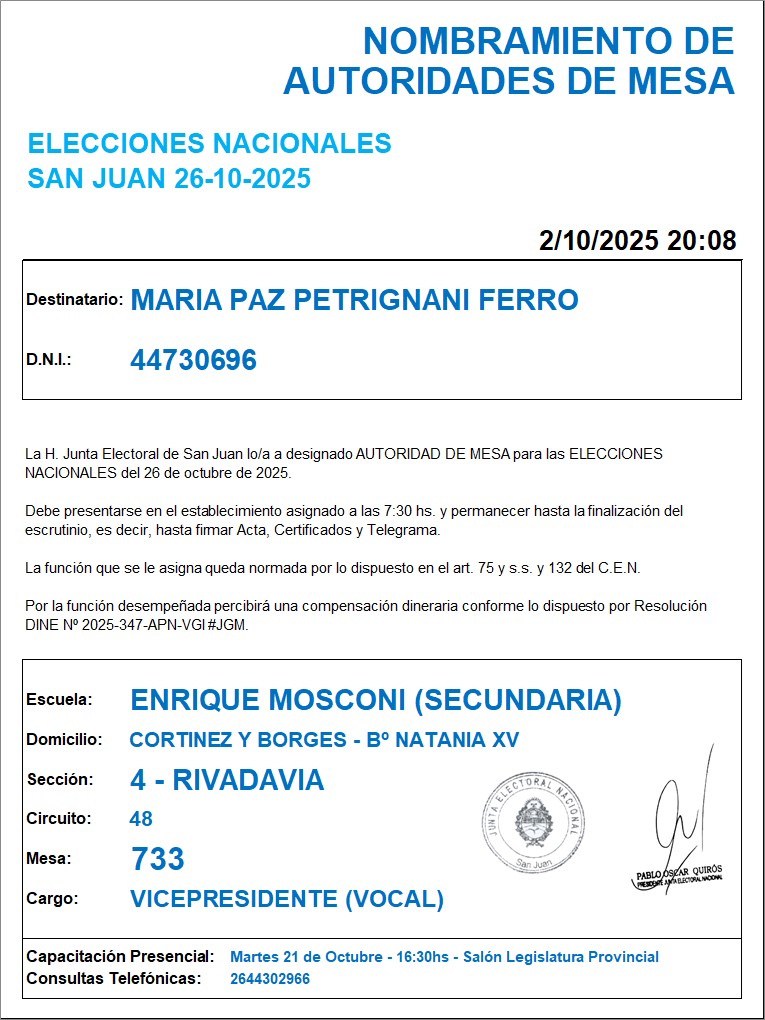 NOMBRAMIENTO DE
AUTORIDADES DE MESA
ELECCIONES NACIONALES
SAN JUAN 26-10-2025
2/10/2025 20:08
Destinatario: MARIA PAZ PETRIGNANI FERRO
D.N.I.: 44730696
La H. Junta Electoral de San Juan lo/a a designado AUTORIDAD DE MESA para las ELECCIONES
NACIONALES del 26 de octubre de 2025.
Debe presentarse en el establecimiento asignado a las 7:30 hs. y permanecer hasta la finalización del
escrutinio, es decir, hasta firmar Acta, Certificados y Telegrama.
La función que se le asigna queda normada por lo dispuesto en el art. 75 y s.s. y 132 del C.E.N.
Por la función desempeñada percibirá una compensación dineraria conforme lo dispuesto por Resolución
DINE Nº 2025-347-APN-VGI#JGM.
Escuela: ENRIQUE MOSCONI (SECUNDARIA)
Domicilio: CORTINEZ Y BORGES - Bº NATANIA XV
Sección: 4 - RIVADAVIA
Circuito: 48
Mesa: 733
Cargo: VICEPRESIDENTE (VOCAL)
JUNTA ELECTORAL NACIONAL
San Juan
PABLO OSCAR QUIRÓS
PRESIDENTE JUNTA ELECTORAL NACIONAL
Capacitación Presencial: Martes 21 de Octubre - 16:30hs - Salón Legislatura Provincial
Consultas Telefónicas: 2644302966